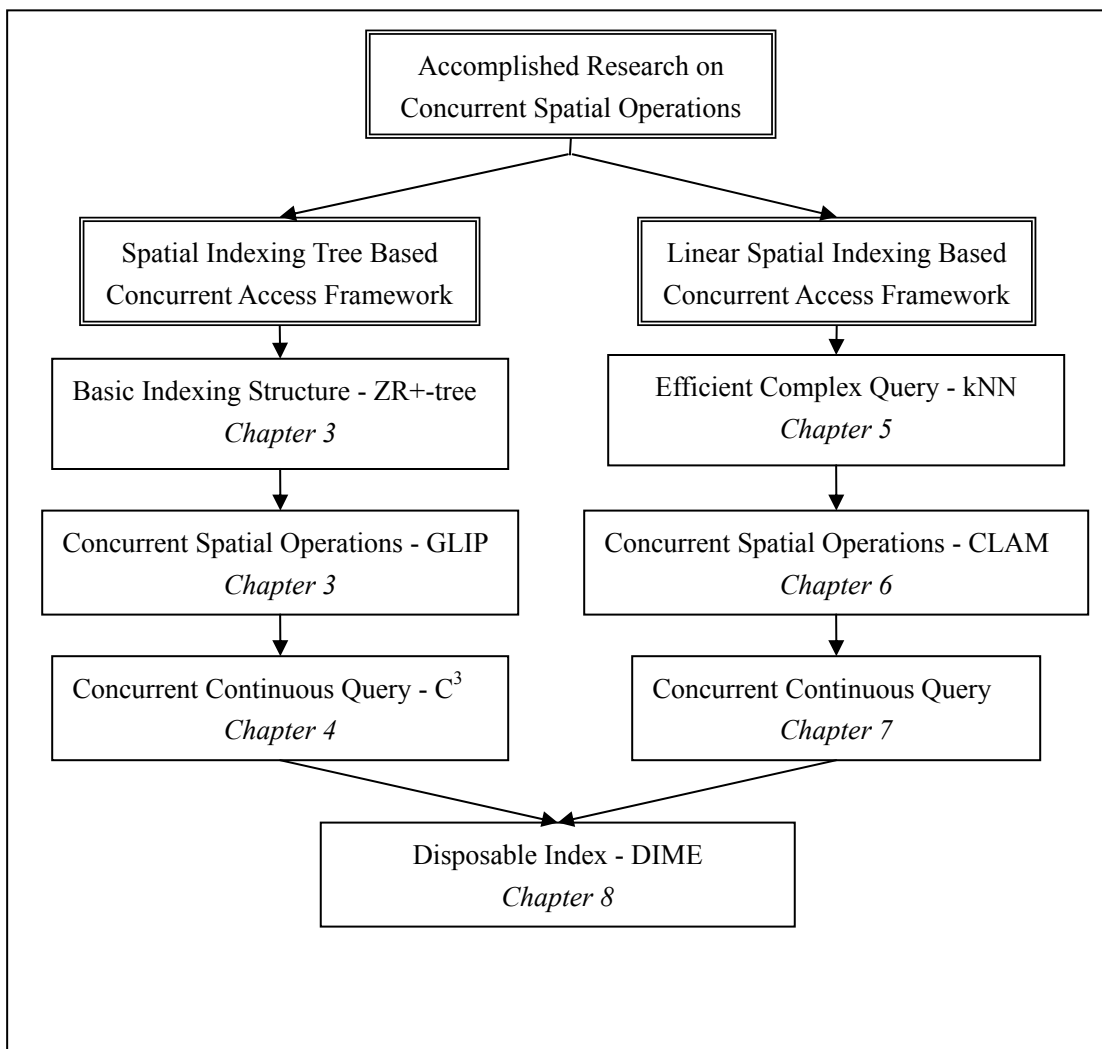 Accomplished Research on
Concurrent Spatial Operations
Spatial Indexing Tree Based
Concurrent Access Framework
Linear Spatial Indexing Based
Concurrent Access Framework
Basic Indexing Structure - ZR+-tree
Chapter 3
Efficient Complex Query - kNN
Chapter 5
Concurrent Spatial Operations - GLIP
Chapter 3
Concurrent Spatial Operations - CLAM
Chapter 6
Concurrent Continuous Query - C³
Chapter 4
Concurrent Continuous Query
Chapter 7
Disposable Index - DIME
Chapter 8